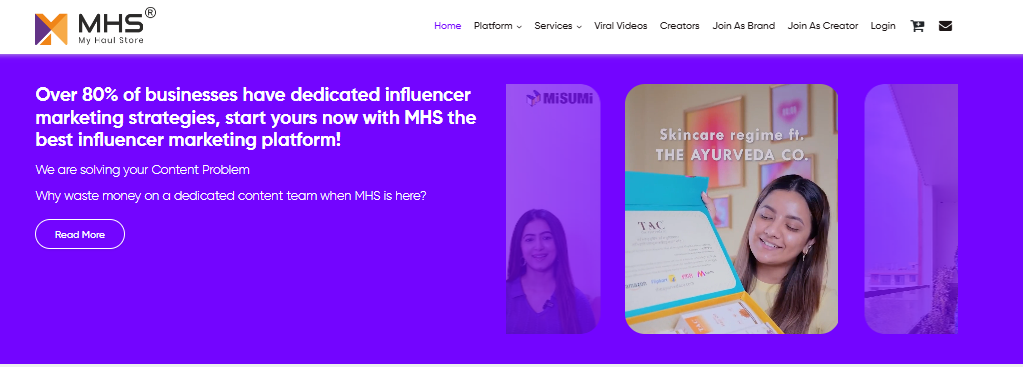 MHS®
My Haul Store
Home
Platform
Services
Viral Videos
Creators
Join As Brand
Join As Creator
Login
Over 80% of businesses have dedicated influencer
marketing strategies, start yours now with MHS the
best influencer marketing platform!
We are solving your Content Problem
Why waste money on a dedicated content team when MHS is here?
Read More
MiSUMi
Skincare regime ft.
THE AYURVEDA CO.
TAC